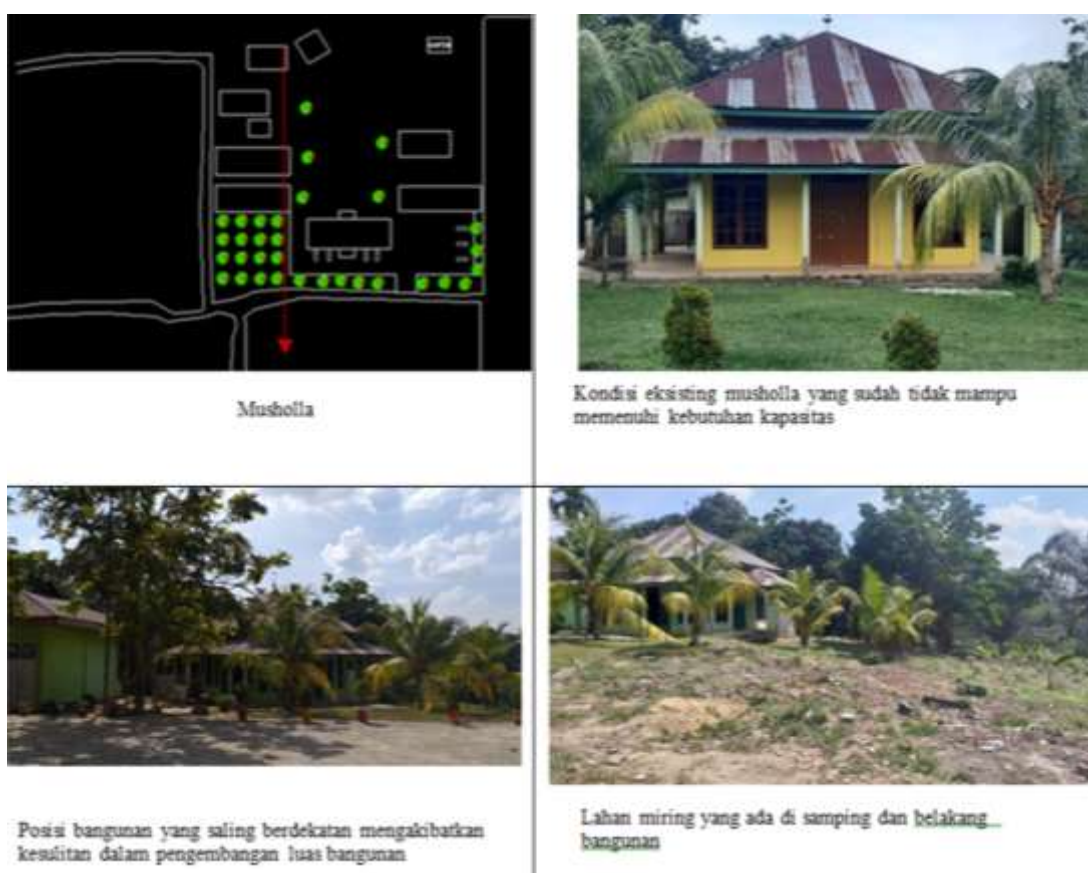 Musholla
Kondisi eksisting musholla yang sudah tidak mampu
memenuhi kebutuhan kapasitas
Posisi bangunan yang saling berdekatan mengakibatkan
kesulitan dalam pengembangan luas bangunan
Lahan miring yang ada di samping dan belakang
bangunan